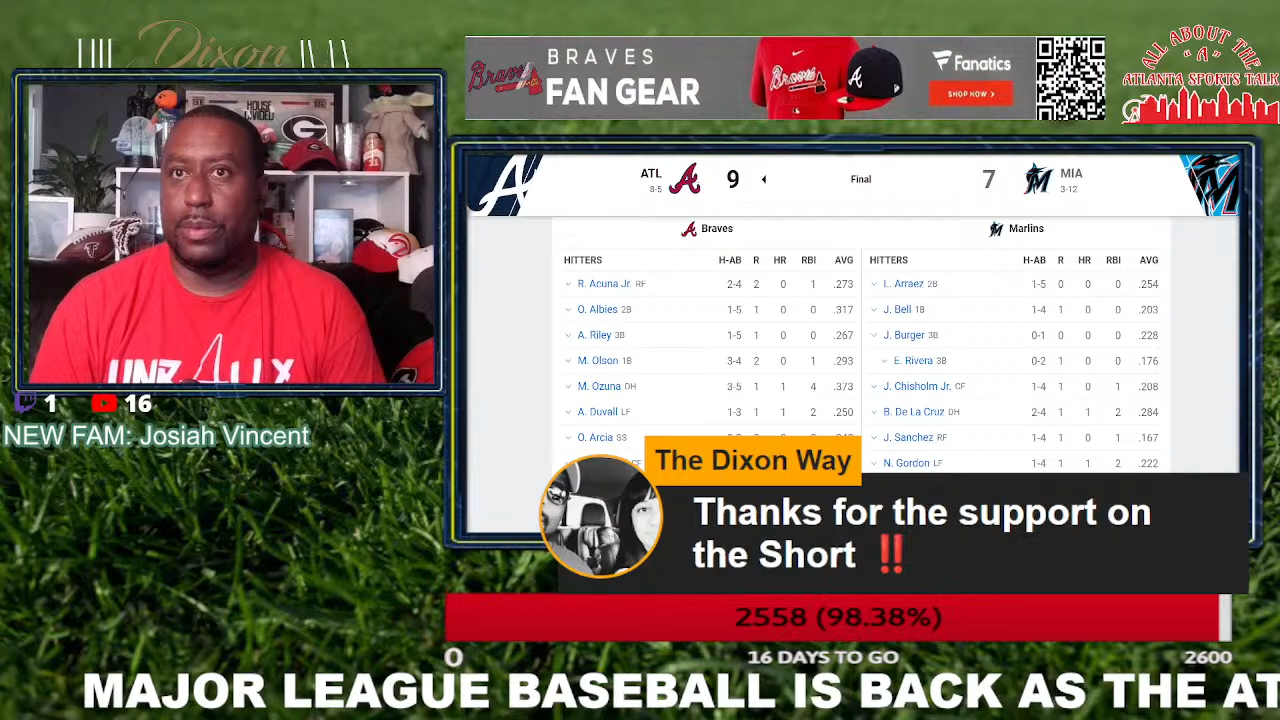 Dixon
BRAVES
FAN GEAR
Braves
Braves
Fanatics
SHOP NOW >
ALL ABOUT THE
"A"
ATLANTA SPORTS TALK
HOUSE
DIVIDED
G
UNRALLX
1
16
NEW FAM: Josiah Vincent
ATL
8-5
9
Final
7
MIA
3-12
Braves
Marlins
HITTERS H-AB R HR RBI AVG
R. Acuna Jr. RF 2-4 2 0 1 .273
O. Albies 2B 1-5 1 0 0 .317
A. Riley 3B 1-5 1 0 0 .267
M. Olson 1B 3-4 2 0 1 .293
M. Ozuna DH 3-5 1 1 4 .373
A. Duvall LF 1-3 1 1 2 .250
O. Arcia SS
CF
HITTERS H-AB R HR RBI AVG
L. Arraez 2B 1-5 0 0 0 .254
J. Bell 1B 1-4 1 0 0 .203
J. Burger 3B 0-1 0 0 0 .228
E. Rivera 3B 0-2 1 0 0 .176
J. Chisholm Jr. CF 1-4 1 0 1 .208
B. De La Cruz DH 2-4 1 1 2 .284
J. Sanchez RF 1-4 1 0 1 .167
N. Gordon LF 1-4 1 1 2 .222
The Dixon Way
Thanks for the support on
the Short ‼️
2558 (98.38%)
0 16 DAYS TO GO 2600
MAJOR LEAGUE BASEBALL IS BACK AS THE AT